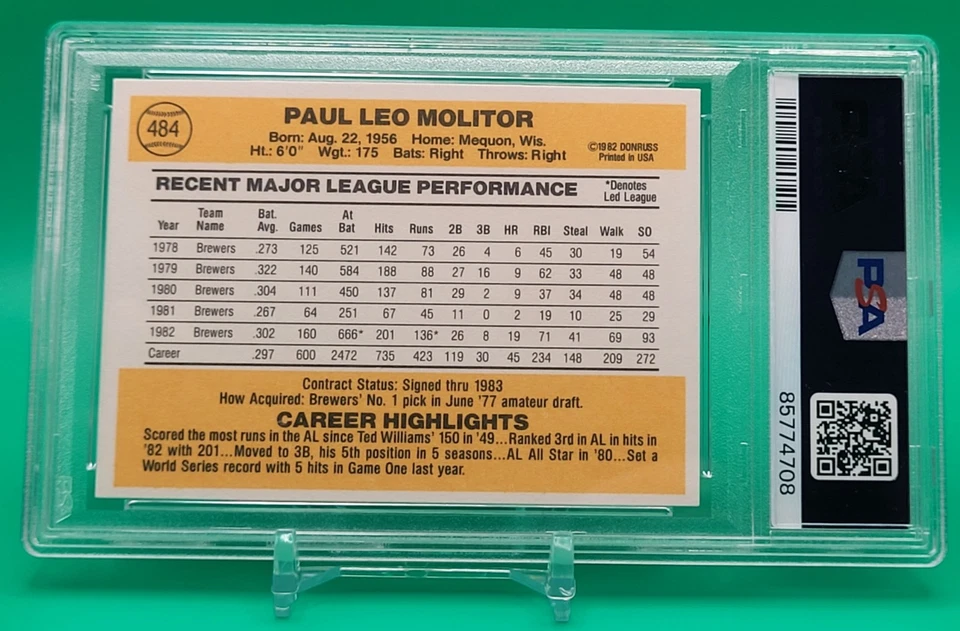 484
PAUL LEO MOLITOR
Born: Aug. 22, 1956 Home: Mequon, Wis.
Ht.: 6'0" Wgt.: 175 Bats: Right Throws: Right
©1982 DONRUSS
Printed in USA
RECENT MAJOR LEAGUE PERFORMANCE
*Denotes
Led League
Year Team Name Bat. Avg. Games At Bat Hits Runs 2B 3B HR RBI Steal Walk SO
1978 Brewers .273 125 521 142 73 26 4 6 45 30 19 54
1979 Brewers .322 140 584 188 88 27 16 9 62 33 48 48
1980 Brewers .304 111 450 137 81 29 2 9 37 34 48 48
1981 Brewers .267 64 251 67 45 11 0 2 19 10 25 29
1982 Brewers .302 160 666* 201 136* 26 8 19 71 41 69 93
Career .297 600 2472 735 423 119 30 45 234 148 209 272
Contract Status: Signed thru 1983
How Acquired: Brewers' No. 1 pick in June '77 amateur draft.
CAREER HIGHLIGHTS
Scored the most runs in the AL since Ted Williams' 150 in '49...Ranked 3rd in AL in hits in
'82 with 201...Moved to 3B, his 5th position in 5 seasons...AL All Star in '80...Set a
World Series record with 5 hits in Game One last year.
PSA
85774708